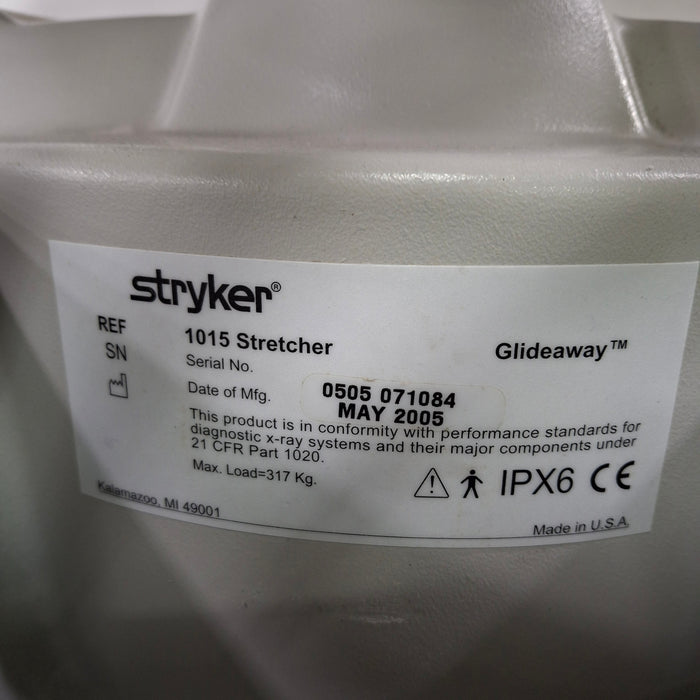 stryker®
REF 1015 Stretcher Glideaway™
SN Serial No. 0505 071084
Date of Mfg. MAY 2005
This product is in conformity with performance standards for
diagnostic x-ray systems and their major components under
21 CFR Part 1020.
Max. Load=317 Kg.
IPX6 CE
Kalamazoo, MI 49001
Made in U.S.A.